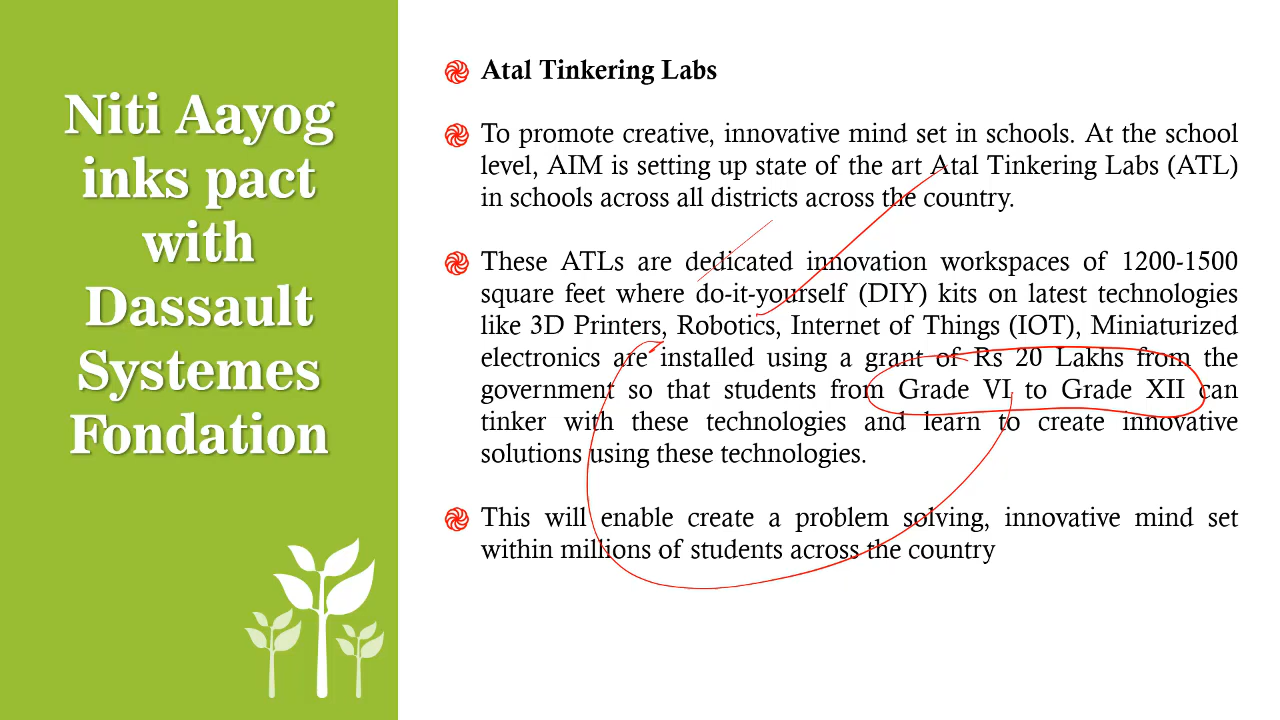 Niti Aayog
inks pact
with
Dassault
Systemes
Fondation
Atal Tinkering Labs
To promote creative, innovative mind set in schools. At the school
level, AIM is setting up state of the art Atal Tinkering Labs (ATL)
in schools across all districts across the country.
These ATLs are dedicated innovation workspaces of 1200-1500
square feet where do-it-yourself (DIY) kits on latest technologies
like 3D Printers, Robotics, Internet of Things (IOT), Miniaturized
electronics are installed using a grant of Rs 20 Lakhs from the
government so that students from Grade VI to Grade XII can
tinker with these technologies and learn to create innovative
solutions using these technologies.
This will enable create a problem solving, innovative mind set
within millions of students across the country